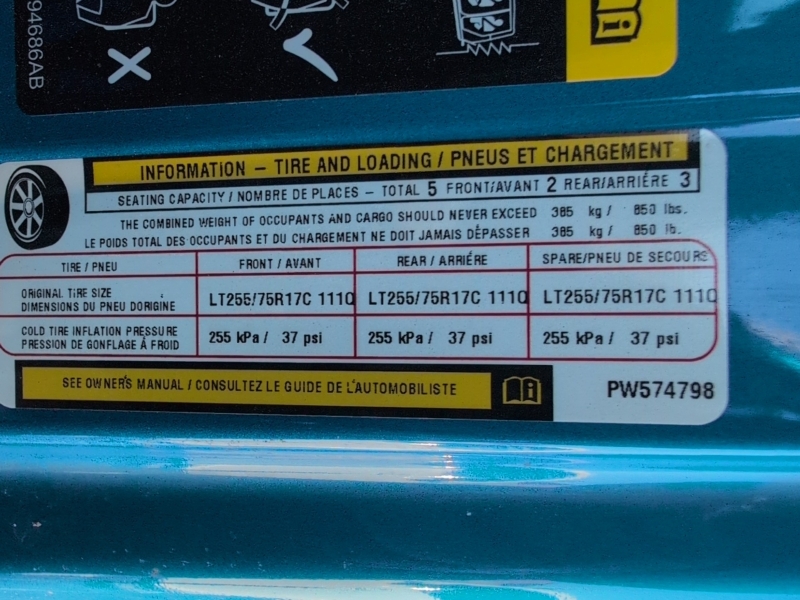 94686AB
INFORMATION – TIRE AND LOADING / PNEUS ET CHARGEMENT
SEATING CAPACITY / NOMBRE DE PLACES – TOTAL 5 FRONT/AVANT 2 REAR/ARRIÉRE 3
THE COMBINED WEIGHT OF OCCUPANTS AND CARGO SHOULD NEVER EXCEED 385 kg / 850 lbs.
LE POIDS TOTAL DES OCCUPANTS ET DU CHARGEMENT NE DOIT JAMAIS DÉPASSER 385 kg / 850 lb.
TIRE / PNEU FRONT / AVANT REAR / ARRIÉRE SPARE/PNEU DE SECOURS
ORIGINAL TIRE SIZE
DIMENSIONS DU PNEU DORIGINE LT255/75R17C 111Q LT255/75R17C 111Q LT255/75R17C 111Q
COLD TIRE INFLATION PRESSURE
PRESSION DE GONFLAGE Á FROID 255 kPa / 37 psi 255 kPa / 37 psi 255 kPa / 37 psi
SEE OWNER'S MANUAL / CONSULTEZ LE GUIDE DE L'AUTOMOBILISTE
PW574798